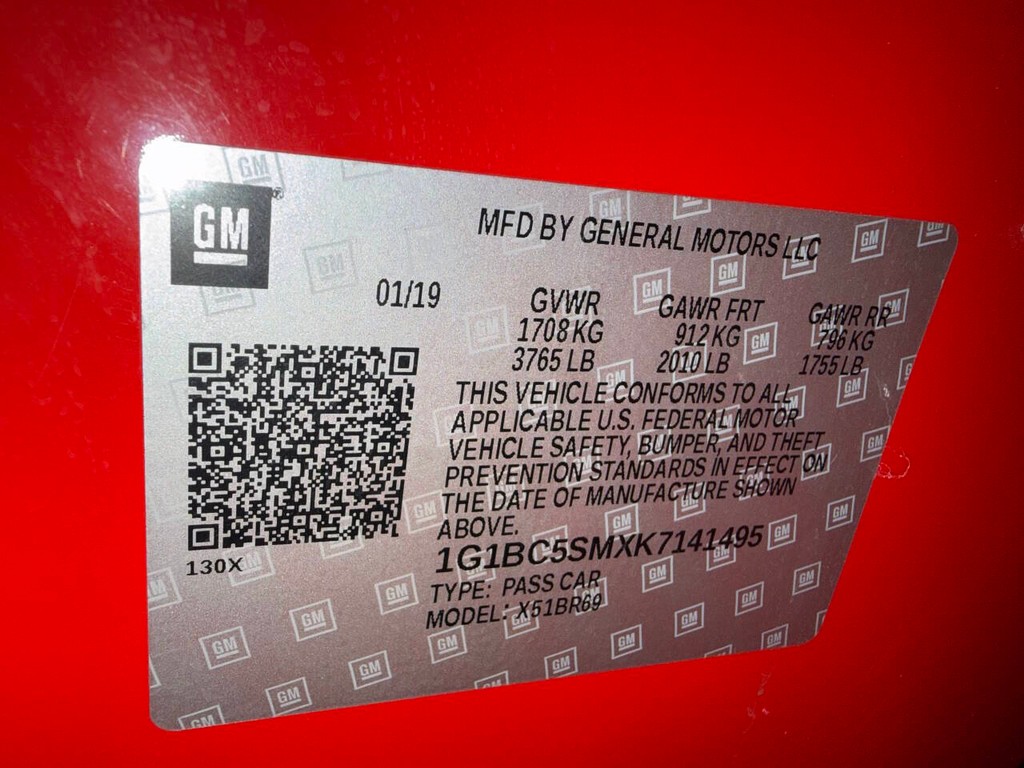 GM
MFD BY GENERAL MOTORS LLC
01/19
GVWR GAWR FRT GAWR RR
1708 KG 912 KG 796 KG
3765 LB 2010 LB 1755 LB
THIS VEHICLE CONFORMS TO ALL
APPLICABLE U.S. FEDERAL MOTOR
VEHICLE SAFETY, BUMPER, AND THEFT
PREVENTION STANDARDS IN EFFECT ON
THE DATE OF MANUFACTURE SHOWN
ABOVE.
1G1BC5SMXK7141495
130X
TYPE: PASS CAR
MODEL: X51BR69